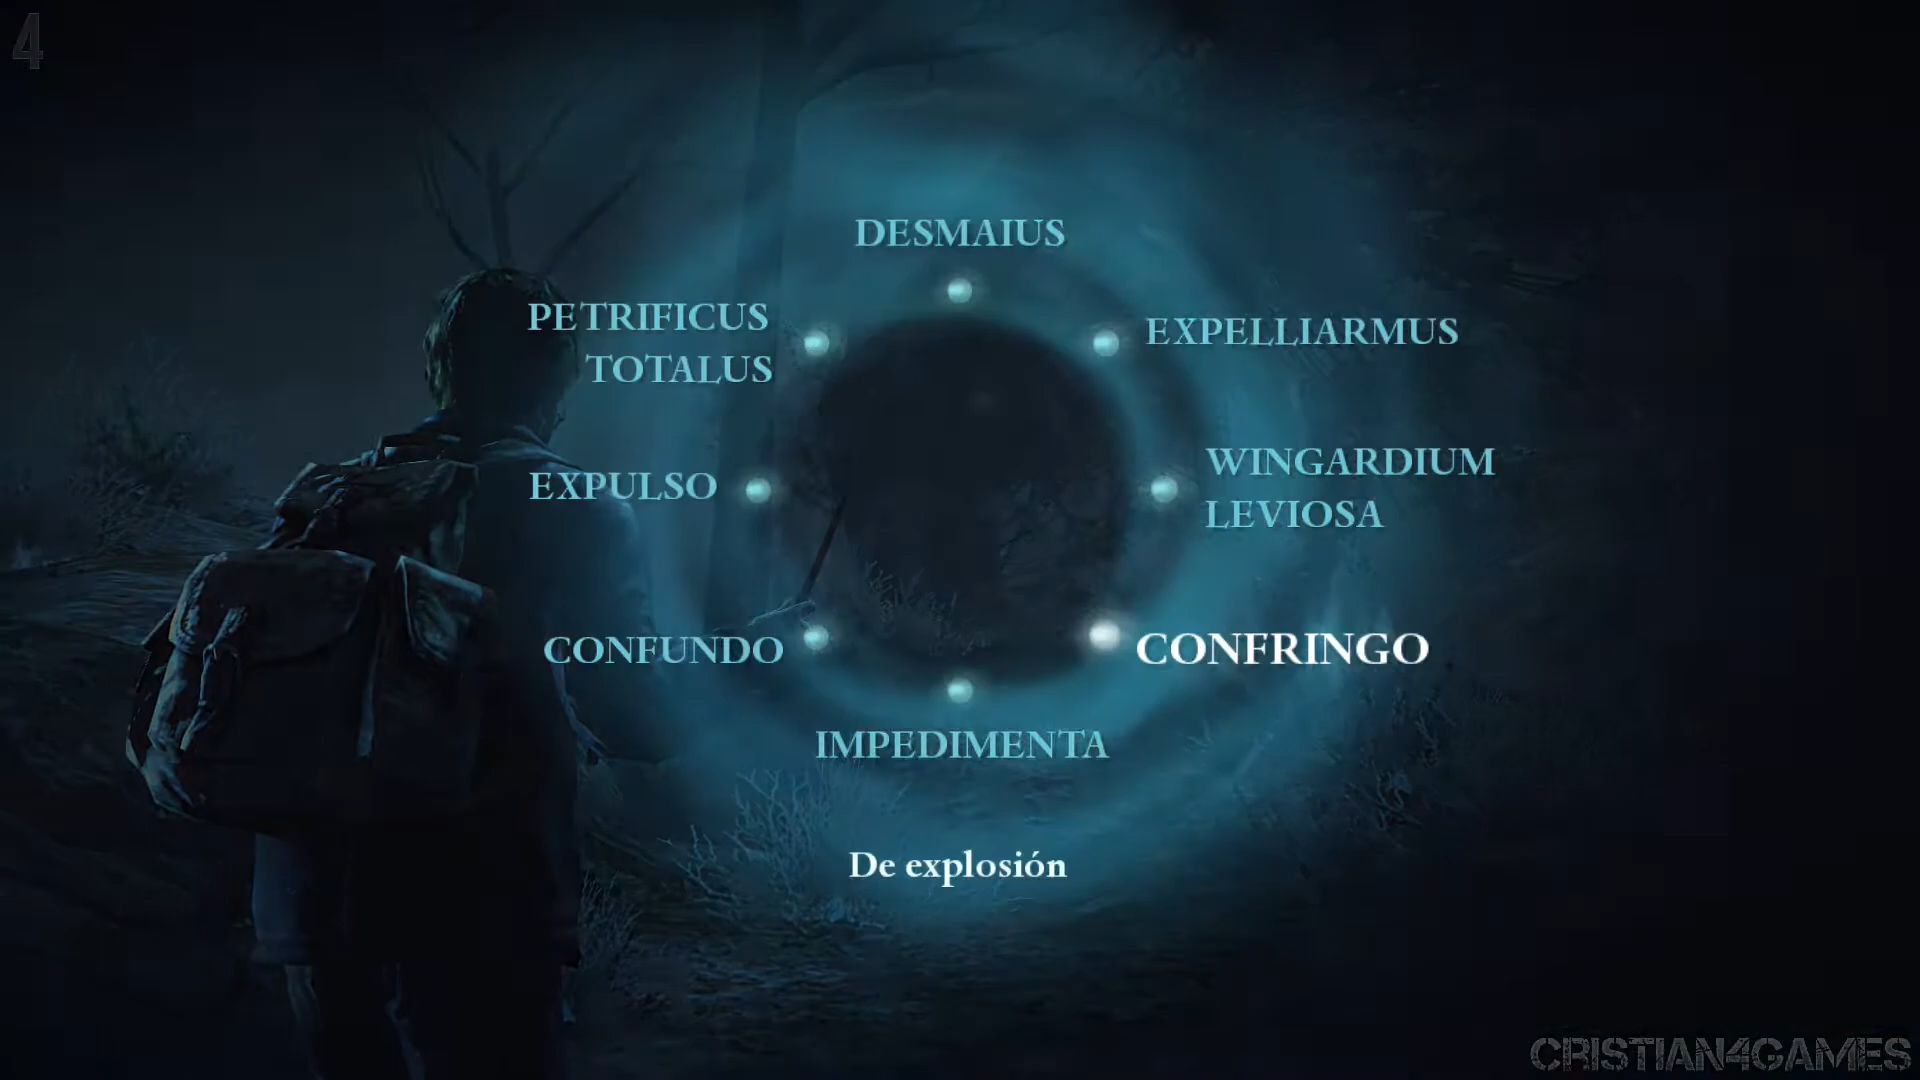 4
DESMAIUS
PETRIFICUS
TOTALUS
EXPELLIARMUS
EXPULSO
WINGARDIUM
LEVIOSA
CONFUNDO
CONFRINGO
IMPEDIMENTA
De explosión
CRISTIAN4GAMES